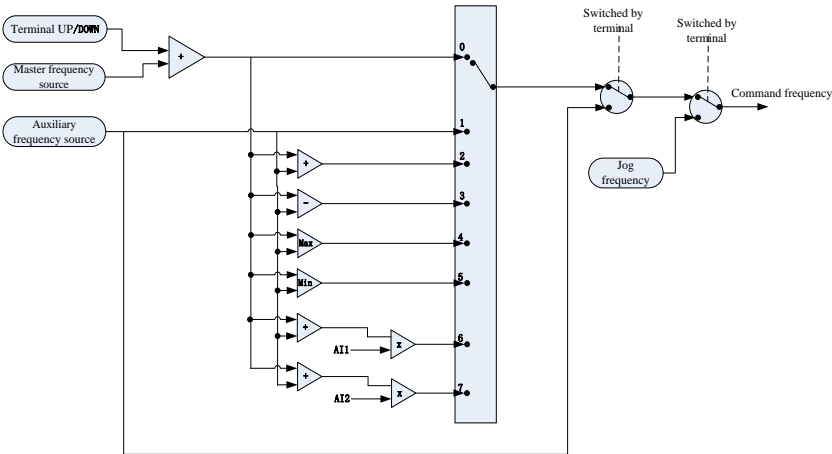 Terminal UP/DOWN
Master frequency
source
Auxiliary
frequency source
+
0
1
2
3
4
5
6
7
+
-
Max
Min
+
x
AI1
+
x
AI2
Switched by
terminal
Switched by
terminal
Command frequency
Jog
frequency